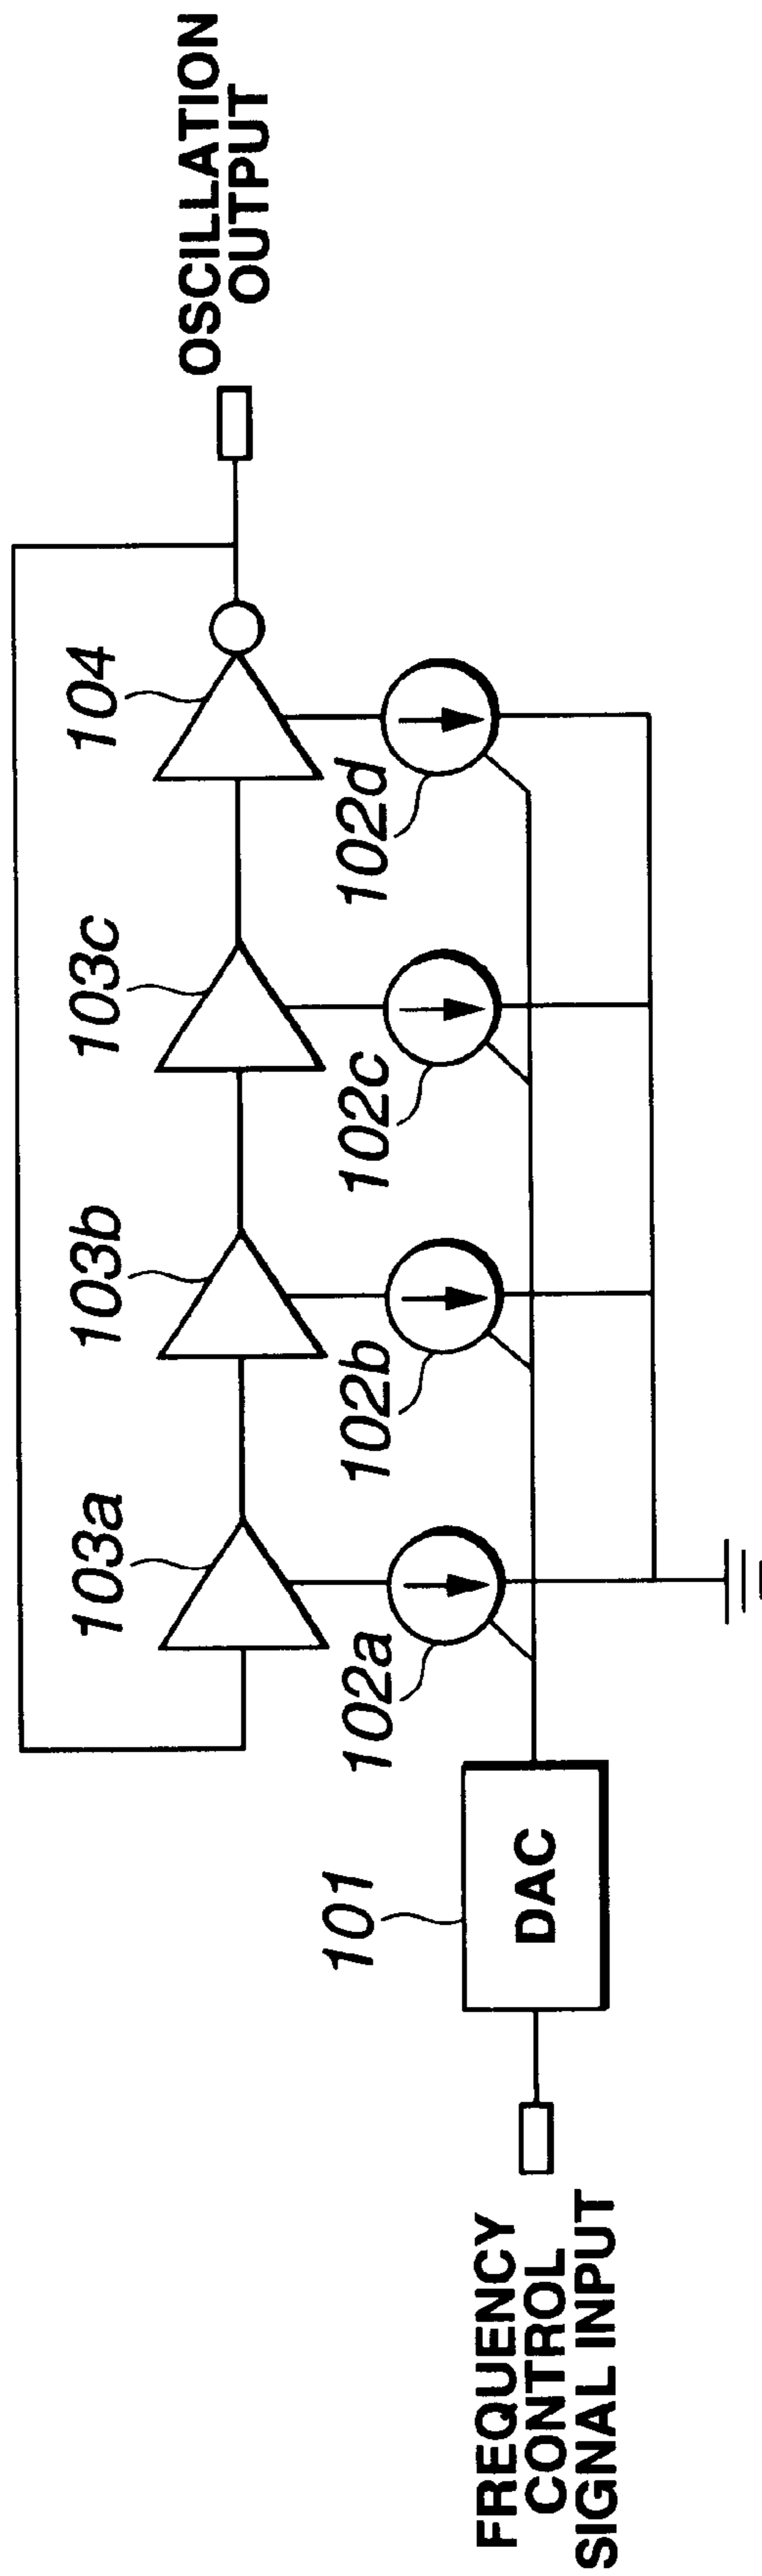 OSCILLATION
OUTPUT
103a
103b
103c
104
102a
102b
102c
102d
101
DAC
FREQUENCY
CONTROL
SIGNAL INPUT